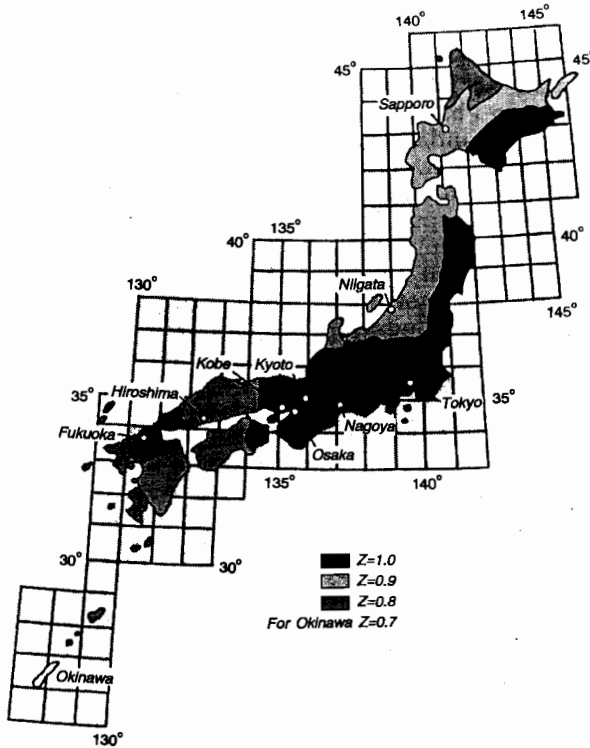 140°
145°
45°
45°
Sapporo
135°
40°
40°
130°
Niigata
145°
Kobe
Kyoto
Hiroshima
35°
35°
Tokyo
Fukuoka
Nagoya
Osaka
135°
140°
30°
30°
Z=1.0
Z=0.9
Z=0.8
For Okinawa Z=0.7
Okinawa
130°